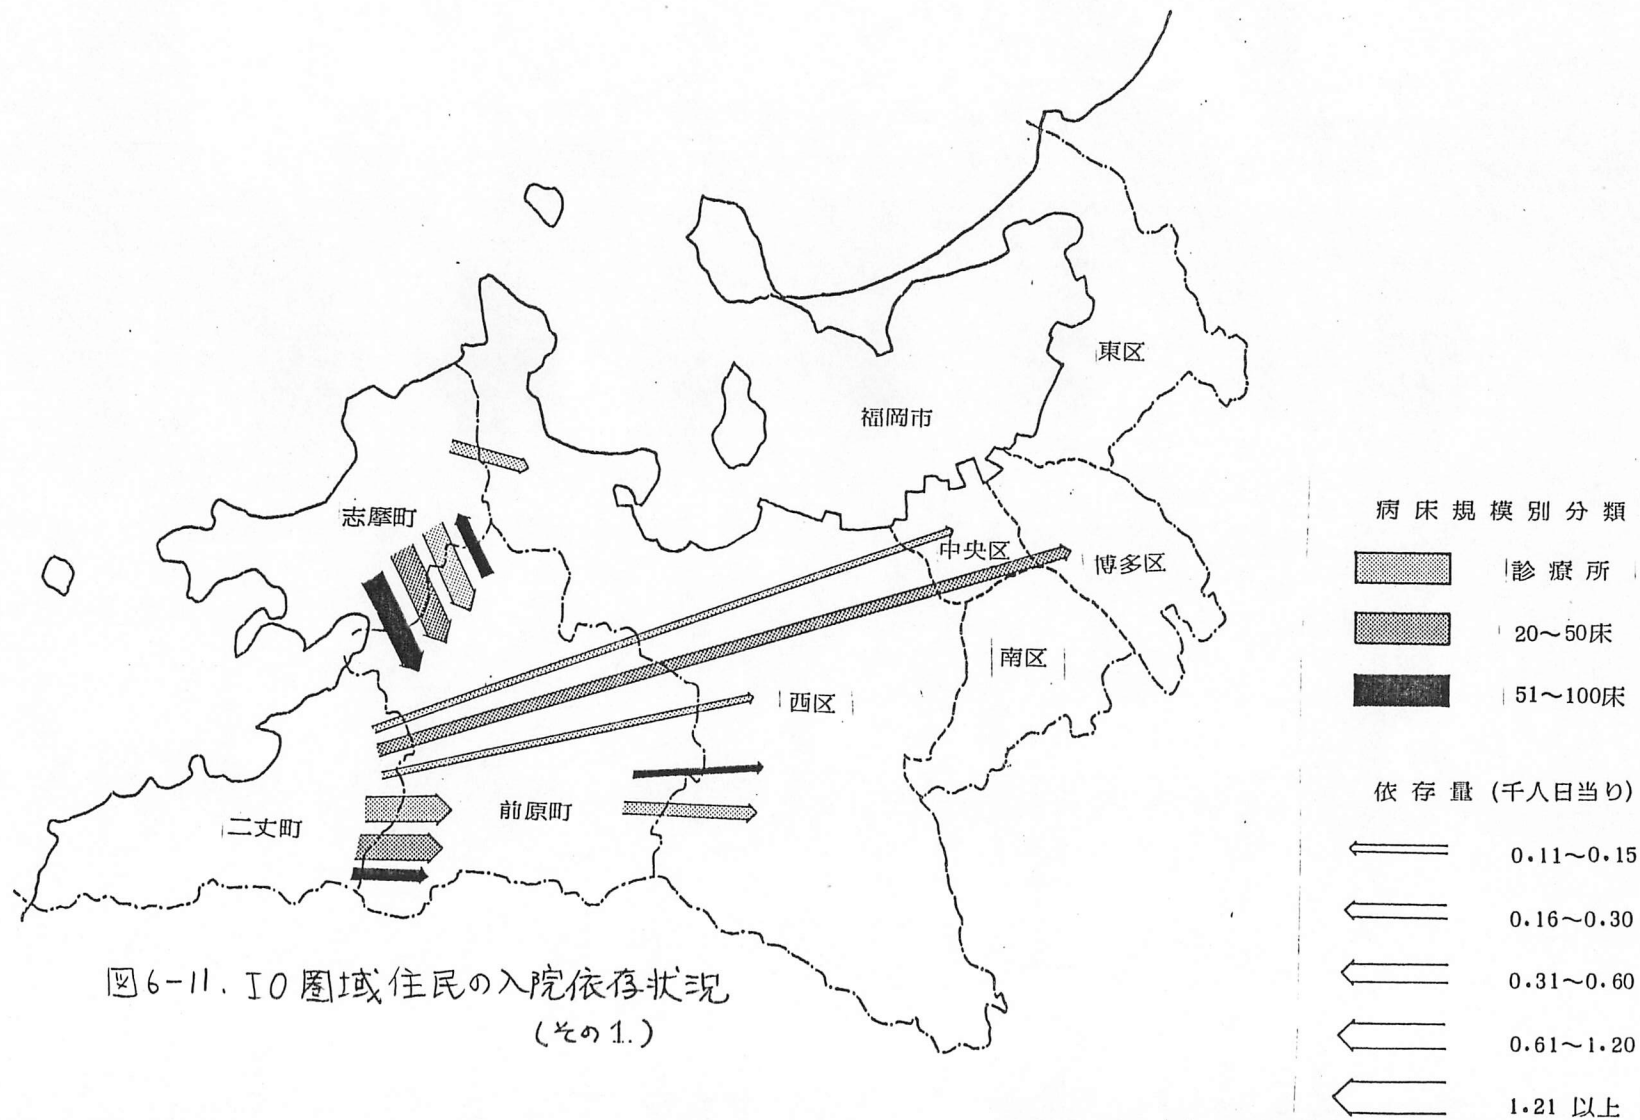 東区
福岡市
志摩町
中央区
博多区
南区
西区
前原町
二丈町
病床規模別分類
診療所
20~50床
51~100床
依存量(千人日当り)
0.11~0.15
0.16~0.30
0.31~0.60
0.61~1.20
1.21 以上
図6-11. IO圏域住民の入院依存状況
(その1.)